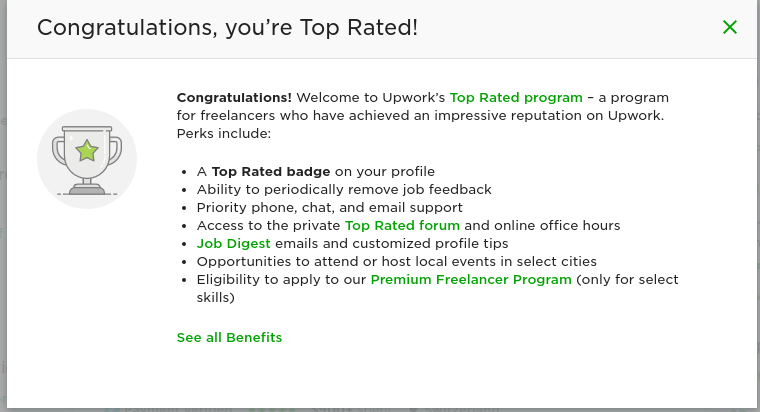 Congratulations, you’re Top Rated!
Congratulations! Welcome to Upwork’s Top Rated program – a program
for freelancers who have achieved an impressive reputation on Upwork.
Perks include:
• A Top Rated badge on your profile
• Ability to periodically remove job feedback
• Priority phone, chat, and email support
• Access to the private Top Rated forum and online office hours
• Job Digest emails and customized profile tips
• Opportunities to attend or host local events in select cities
• Eligibility to apply to our Premium Freelancer Program (only for select
skills)
See all Benefits